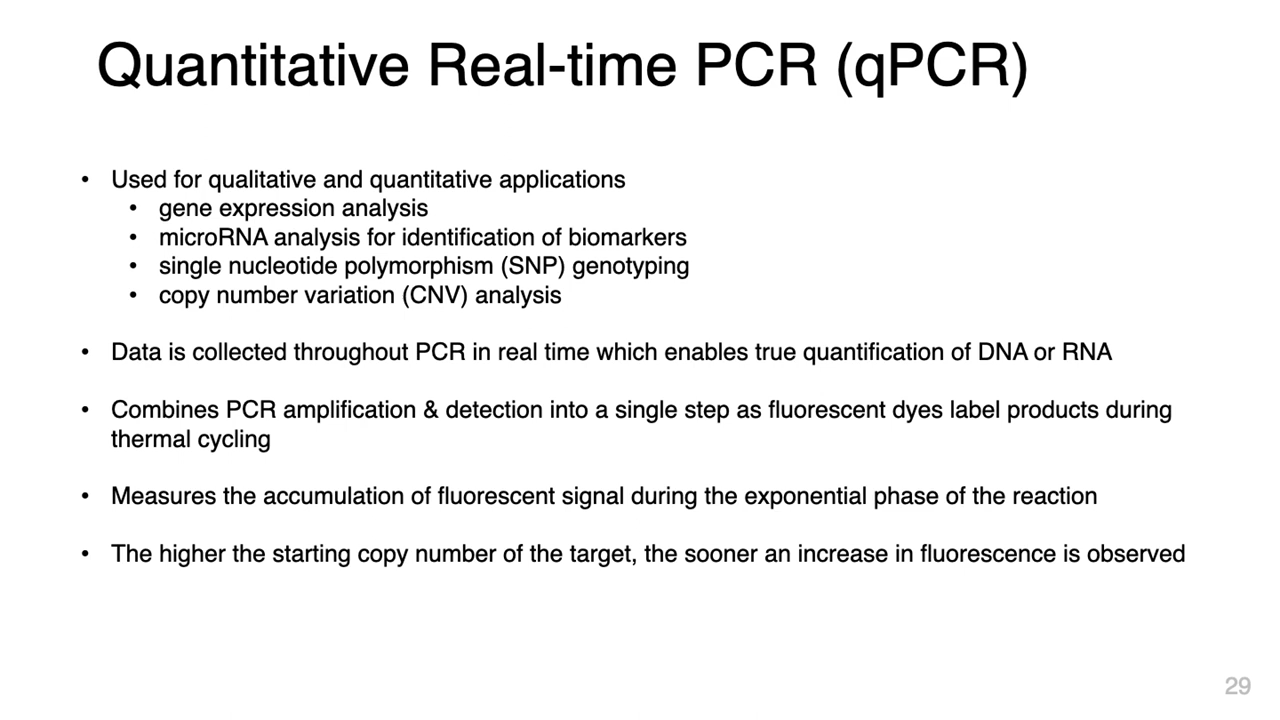 Quantitative Real-time PCR (qPCR)
• Used for qualitative and quantitative applications
• gene expression analysis
• microRNA analysis for identification of biomarkers
• single nucleotide polymorphism (SNP) genotyping
• copy number variation (CNV) analysis
• Data is collected throughout PCR in real time which enables true quantification of DNA or RNA
• Combines PCR amplification & detection into a single step as fluorescent dyes label products during
thermal cycling
• Measures the accumulation of fluorescent signal during the exponential phase of the reaction
• The higher the starting copy number of the target, the sooner an increase in fluorescence is observed
29